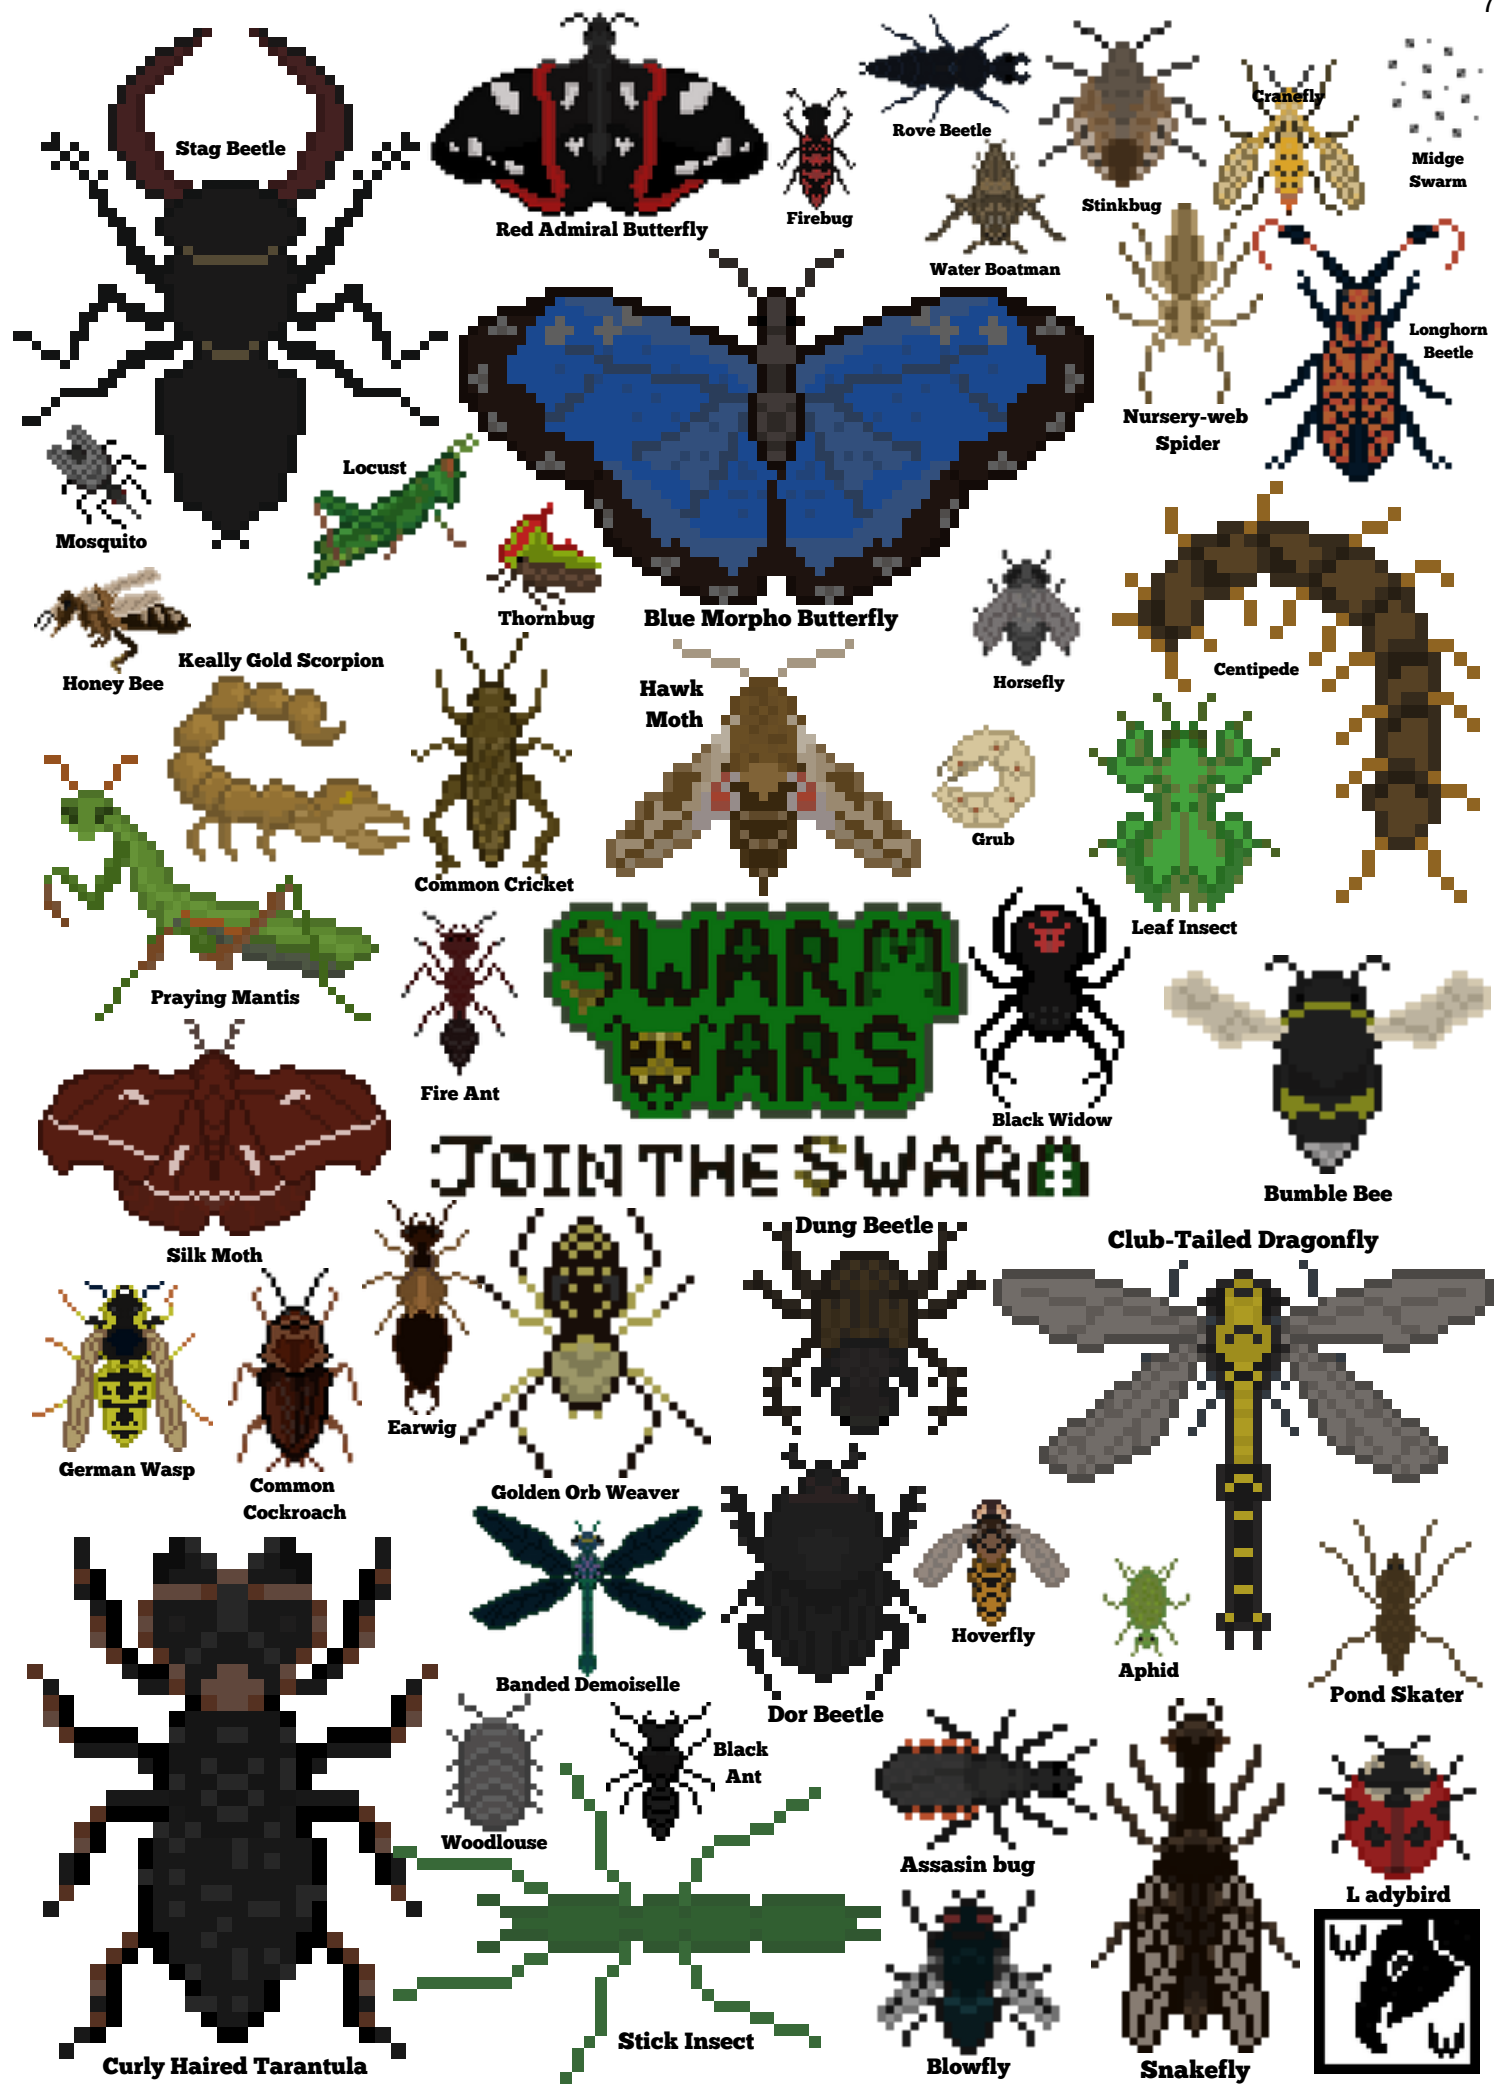 7
Stag Beetle
Red Admiral Butterfly
Firebug
Rove Beetle
Water Boatman
Stinkbug
Cranefly
Midge
Swarm
Nursery-web
Spider
Longhorn
Beetle
Mosquito
Locust
Thornbug
Blue Morpho Butterfly
Honey Bee
Keally Gold Scorpion
Horsefly
Centipede
Hawk
Moth
Grub
Common Cricket
Leaf Insect
Praying Mantis
Fire Ant
SWARM
WARS
Black Widow
JOIN THE SWARM
Bumble Bee
Silk Moth
Dung Beetle
Club-Tailed Dragonfly
German Wasp
Common
Cockroach
Earwig
Golden Orb Weaver
Banded Demoiselle
Dor Beetle
Hoverfly
Aphid
Pond Skater
Woodlouse
Black
Ant
Assasin bug
L adybird
Curly Haired Tarantula
Stick Insect
Blowfly
Snakefly
W
W